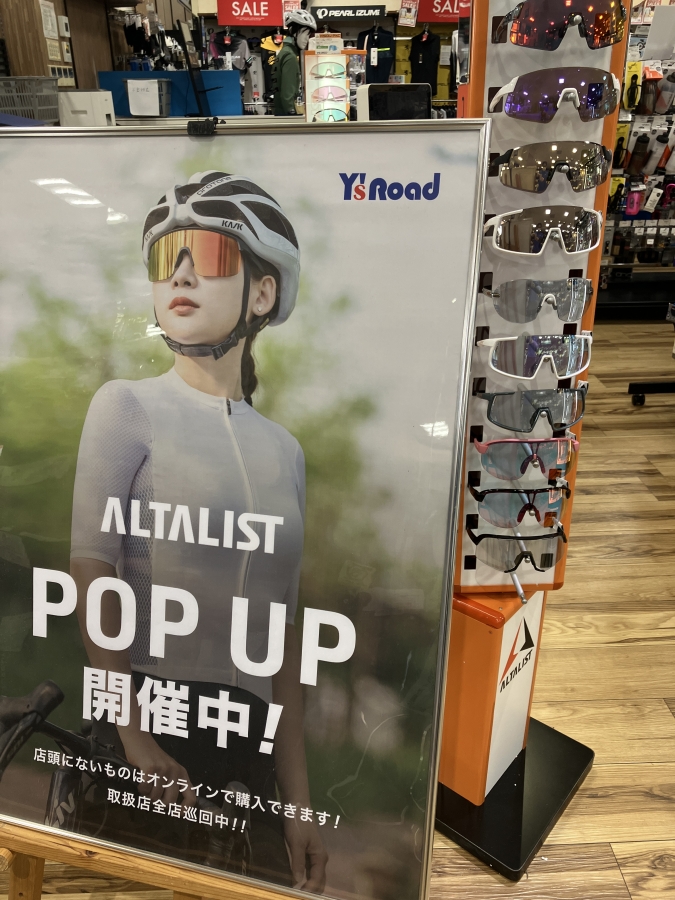 SALE
PEARL IZUMI
SAL
Y'sRoad
KASK
ALTALIST
POP UP
開催中!
店頭にないものはオンラインで購入できます!
取扱店全店巡回中!!
ALTALIST